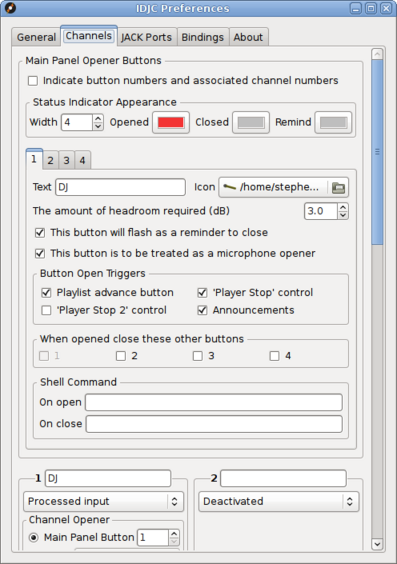 IDJC Preferences
General Channels JACK Ports Bindings About
Main Panel Opener Buttons
Indicate button numbers and associated channel numbers
Status Indicator Appearance
Width 4 Opened Closed Remind
1 2 3 4
Text DJ Icon /home/stephe...
The amount of headroom required (dB) 3.0
This button will flash as a reminder to close
This button is to be treated as a microphone opener
Button Open Triggers
Playlist advance button 'Player Stop' control
'Player Stop 2' control Announcements
When opened close these other buttons
1 2 3 4
Shell Command
On open
On close
1 DJ 2
Processed input Deactivated
Channel Opener
Main Panel Button 1